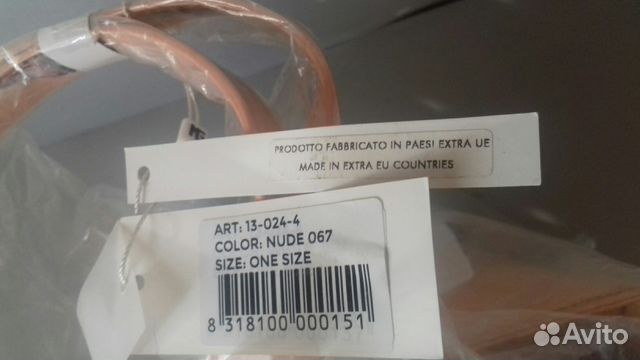 PRODOTTO FABBRICATO IN PAESI EXTRA UE
MADE IN EXTRA EU COUNTRIES
ART: 13-024-4
COLOR: NUDE 067
SIZE: ONE SIZE
8 318100 000151
Avito